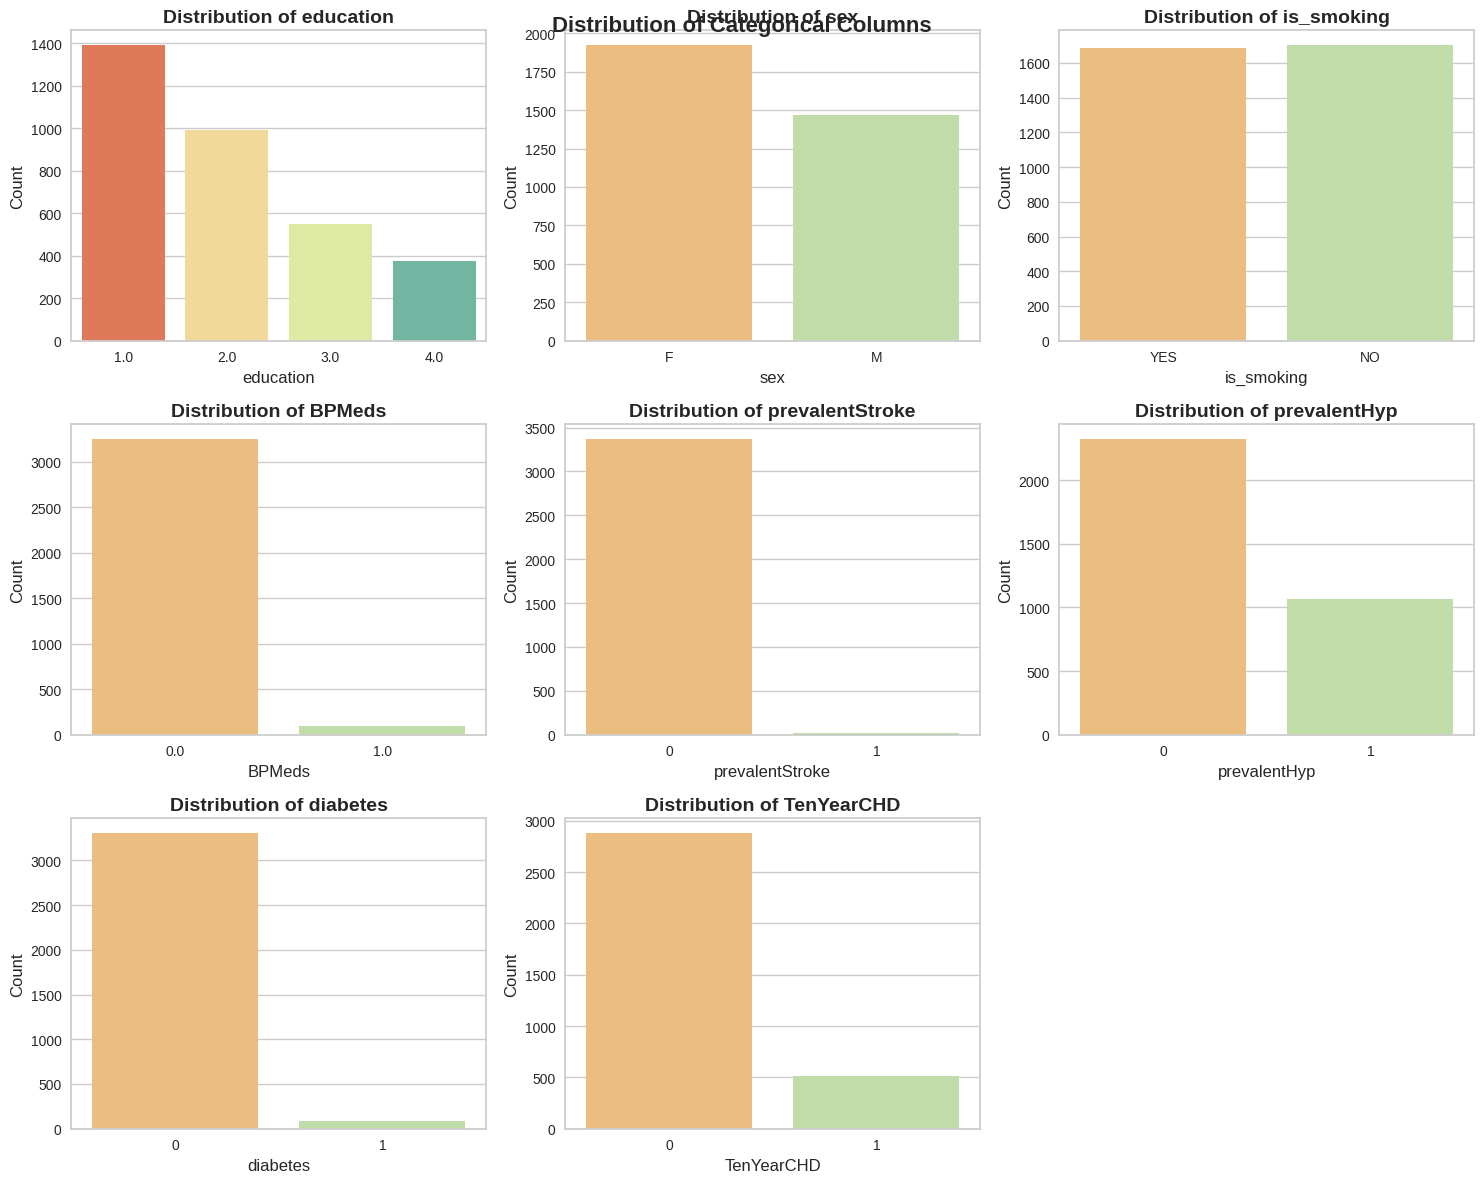 Distribution of Categorical Columns
Distribution of education
1400
1200
1000
800
600
400
200
0
Count
1.0 2.0 3.0 4.0
education
Distribution of sex
2000
1750
1500
1250
1000
750
500
250
0
Count
F M
sex
Distribution of is_smoking
1600
1400
1200
1000
800
600
400
200
0
Count
YES NO
is_smoking
Distribution of BPMeds
3000
2500
2000
1500
1000
500
0
Count
0.0 1.0
BPMeds
Distribution of prevalentStroke
3500
3000
2500
2000
1500
1000
500
0
Count
0 1
prevalentStroke
Distribution of prevalentHyp
2000
1500
1000
500
0
Count
0 1
prevalentHyp
Distribution of diabetes
3000
2500
2000
1500
1000
500
0
Count
0 1
diabetes
Distribution of TenYearCHD
3000
2500
2000
1500
1000
500
0
Count
0 1
TenYearCHD